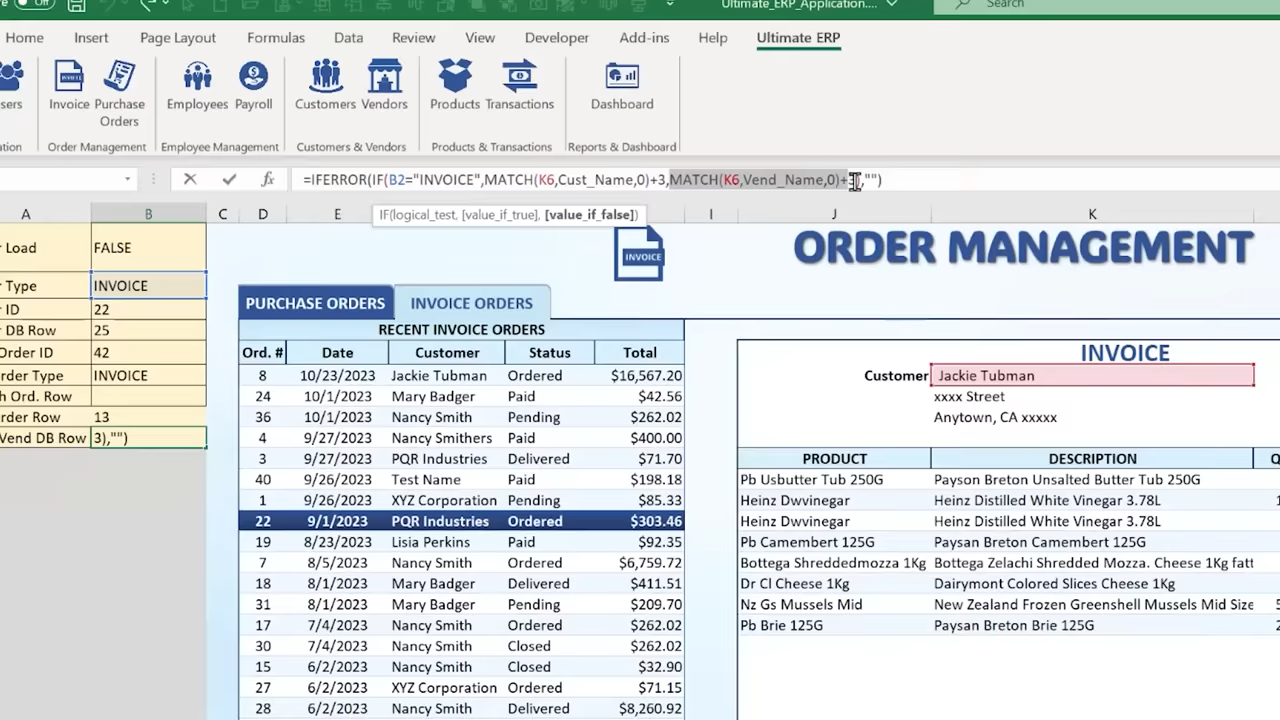 Off
Ultimate_ERP_Application....
Search
Home Insert Page Layout Formulas Data Review View Developer Add-ins Help Ultimate ERP
Invoice Purchase Orders Employees Payroll Customers Vendors Products Transactions Dashboard
Order Management Employee Management Customers & Vendors Products & Transactions Reports & Dashboard
=IFERROR(IF(B2="INVOICE",MATCH(K6,Cust_Name,0)+3,MATCH(K6,Vend_Name,0)+3),"")
IF(logical_test, [value_if_true], [value_if_false])
A B C D E I J K
Load FALSE
Type INVOICE
ID 22
DB Row 25
Order ID 42
Type INVOICE
Ord. Row
Row 13
Vend DB Row 3),"")
INVOICE
ORDER MANAGEMENT
PURCHASE ORDERS INVOICE ORDERS
RECENT INVOICE ORDERS
Ord. # Date Customer Status Total
8 10/23/2023 Jackie Tubman Ordered $16,567.20
24 10/1/2023 Mary Badger Paid $42.56
36 10/1/2023 Nancy Smith Pending $262.02
4 9/27/2023 Nancy Smithers Paid $400.00
3 9/27/2023 PQR Industries Delivered $71.70
40 9/26/2023 Test Name Paid $198.18
1 9/26/2023 XYZ Corporation Pending $85.33
22 9/1/2023 PQR Industries Ordered $303.46
19 8/23/2023 Lisia Perkins Paid $92.35
7 8/5/2023 Nancy Smith Ordered $6,759.72
18 8/1/2023 Mary Badger Delivered $411.51
31 8/1/2023 Mary Badger Pending $209.70
17 7/4/2023 Nancy Smith Ordered $262.02
30 7/4/2023 Nancy Smith Closed $262.02
15 6/2/2023 Nancy Smith Closed $32.90
27 6/2/2023 XYZ Corporation Ordered $71.15
28 6/2/2023 Nancy Smith Delivered $8,260.92
INVOICE
Customer Jackie Tubman
xxxx Street
Anytown, CA xxxxx
PRODUCT DESCRIPTION
Pb Usbutter Tub 250G Payson Breton Unsalted Butter Tub 250G
Heinz Dwvinegar Heinz Distilled White Vinegar 3.78L
Heinz Dwvinegar Heinz Distilled White Vinegar 3.78L
Pb Camembert 125G Paysan Breton Camembert 125G
Bottega Shreddedmozza 1Kg Bottega Zelachi Shredded Mozza. Cheese 1Kg fatt
Dr Cl Cheese 1Kg Dairymont Colored Slices Cheese 1Kg
Nz Gs Mussels Mid New Zealand Frozen Greenshell Mussels Mid Size
Pb Brie 125G Paysan Breton Brie 125G